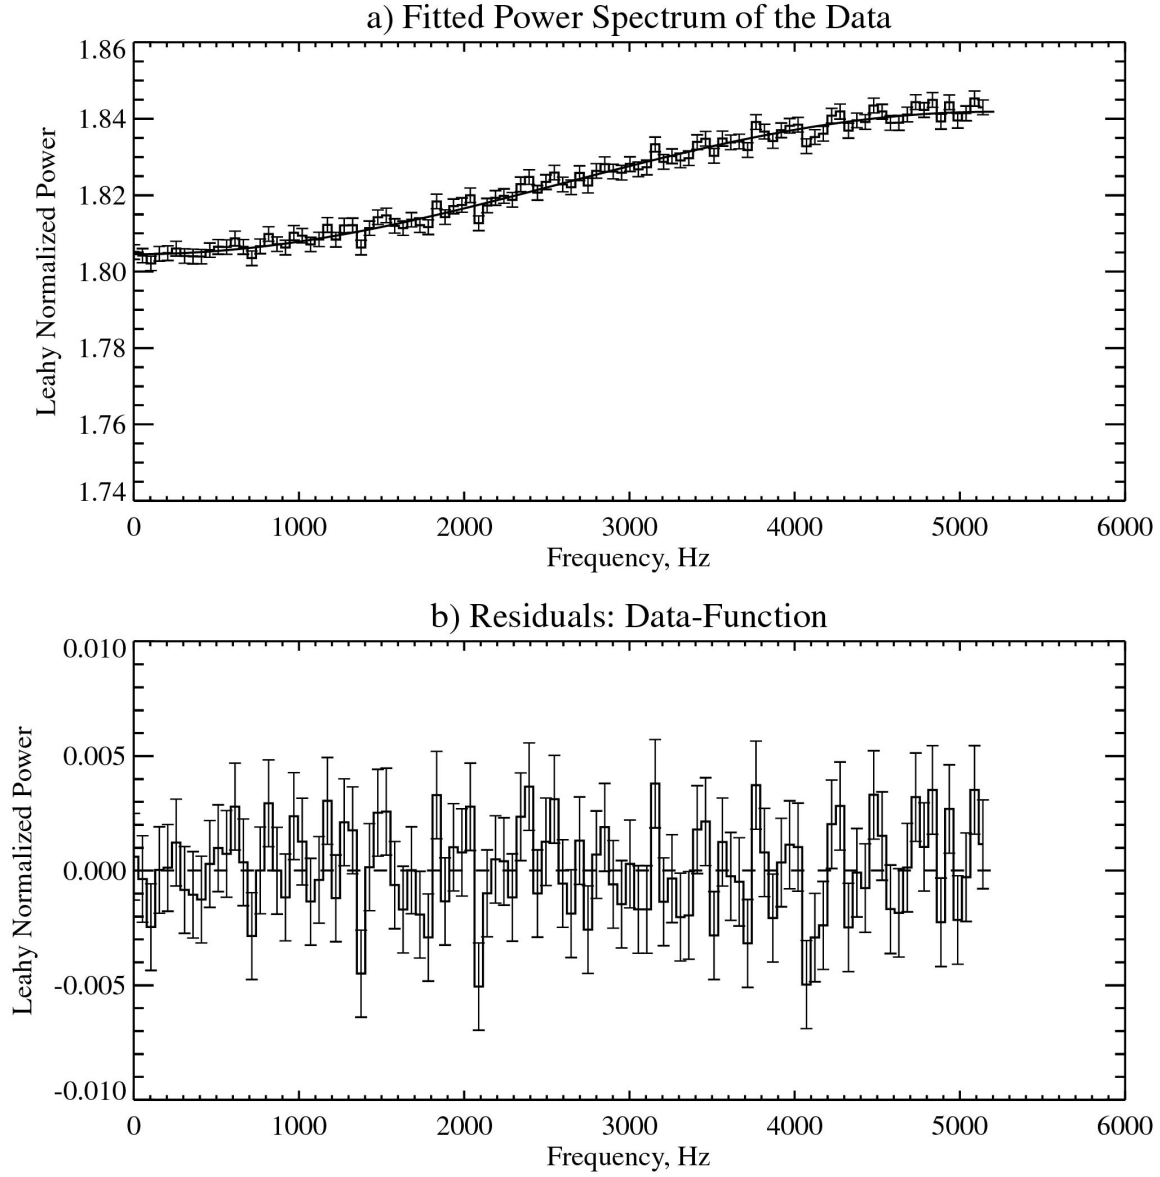 a) Fitted Power Spectrum of the Data
1.86
1.84
1.82
1.80
1.78
1.76
1.74
Leahy Normalized Power
0 1000 2000 3000 4000 5000 6000
Frequency, Hz
b) Residuals: Data-Function
0.010
0.005
0.000
-0.005
-0.010
Leahy Normalized Power
0 1000 2000 3000 4000 5000 6000
Frequency, Hz